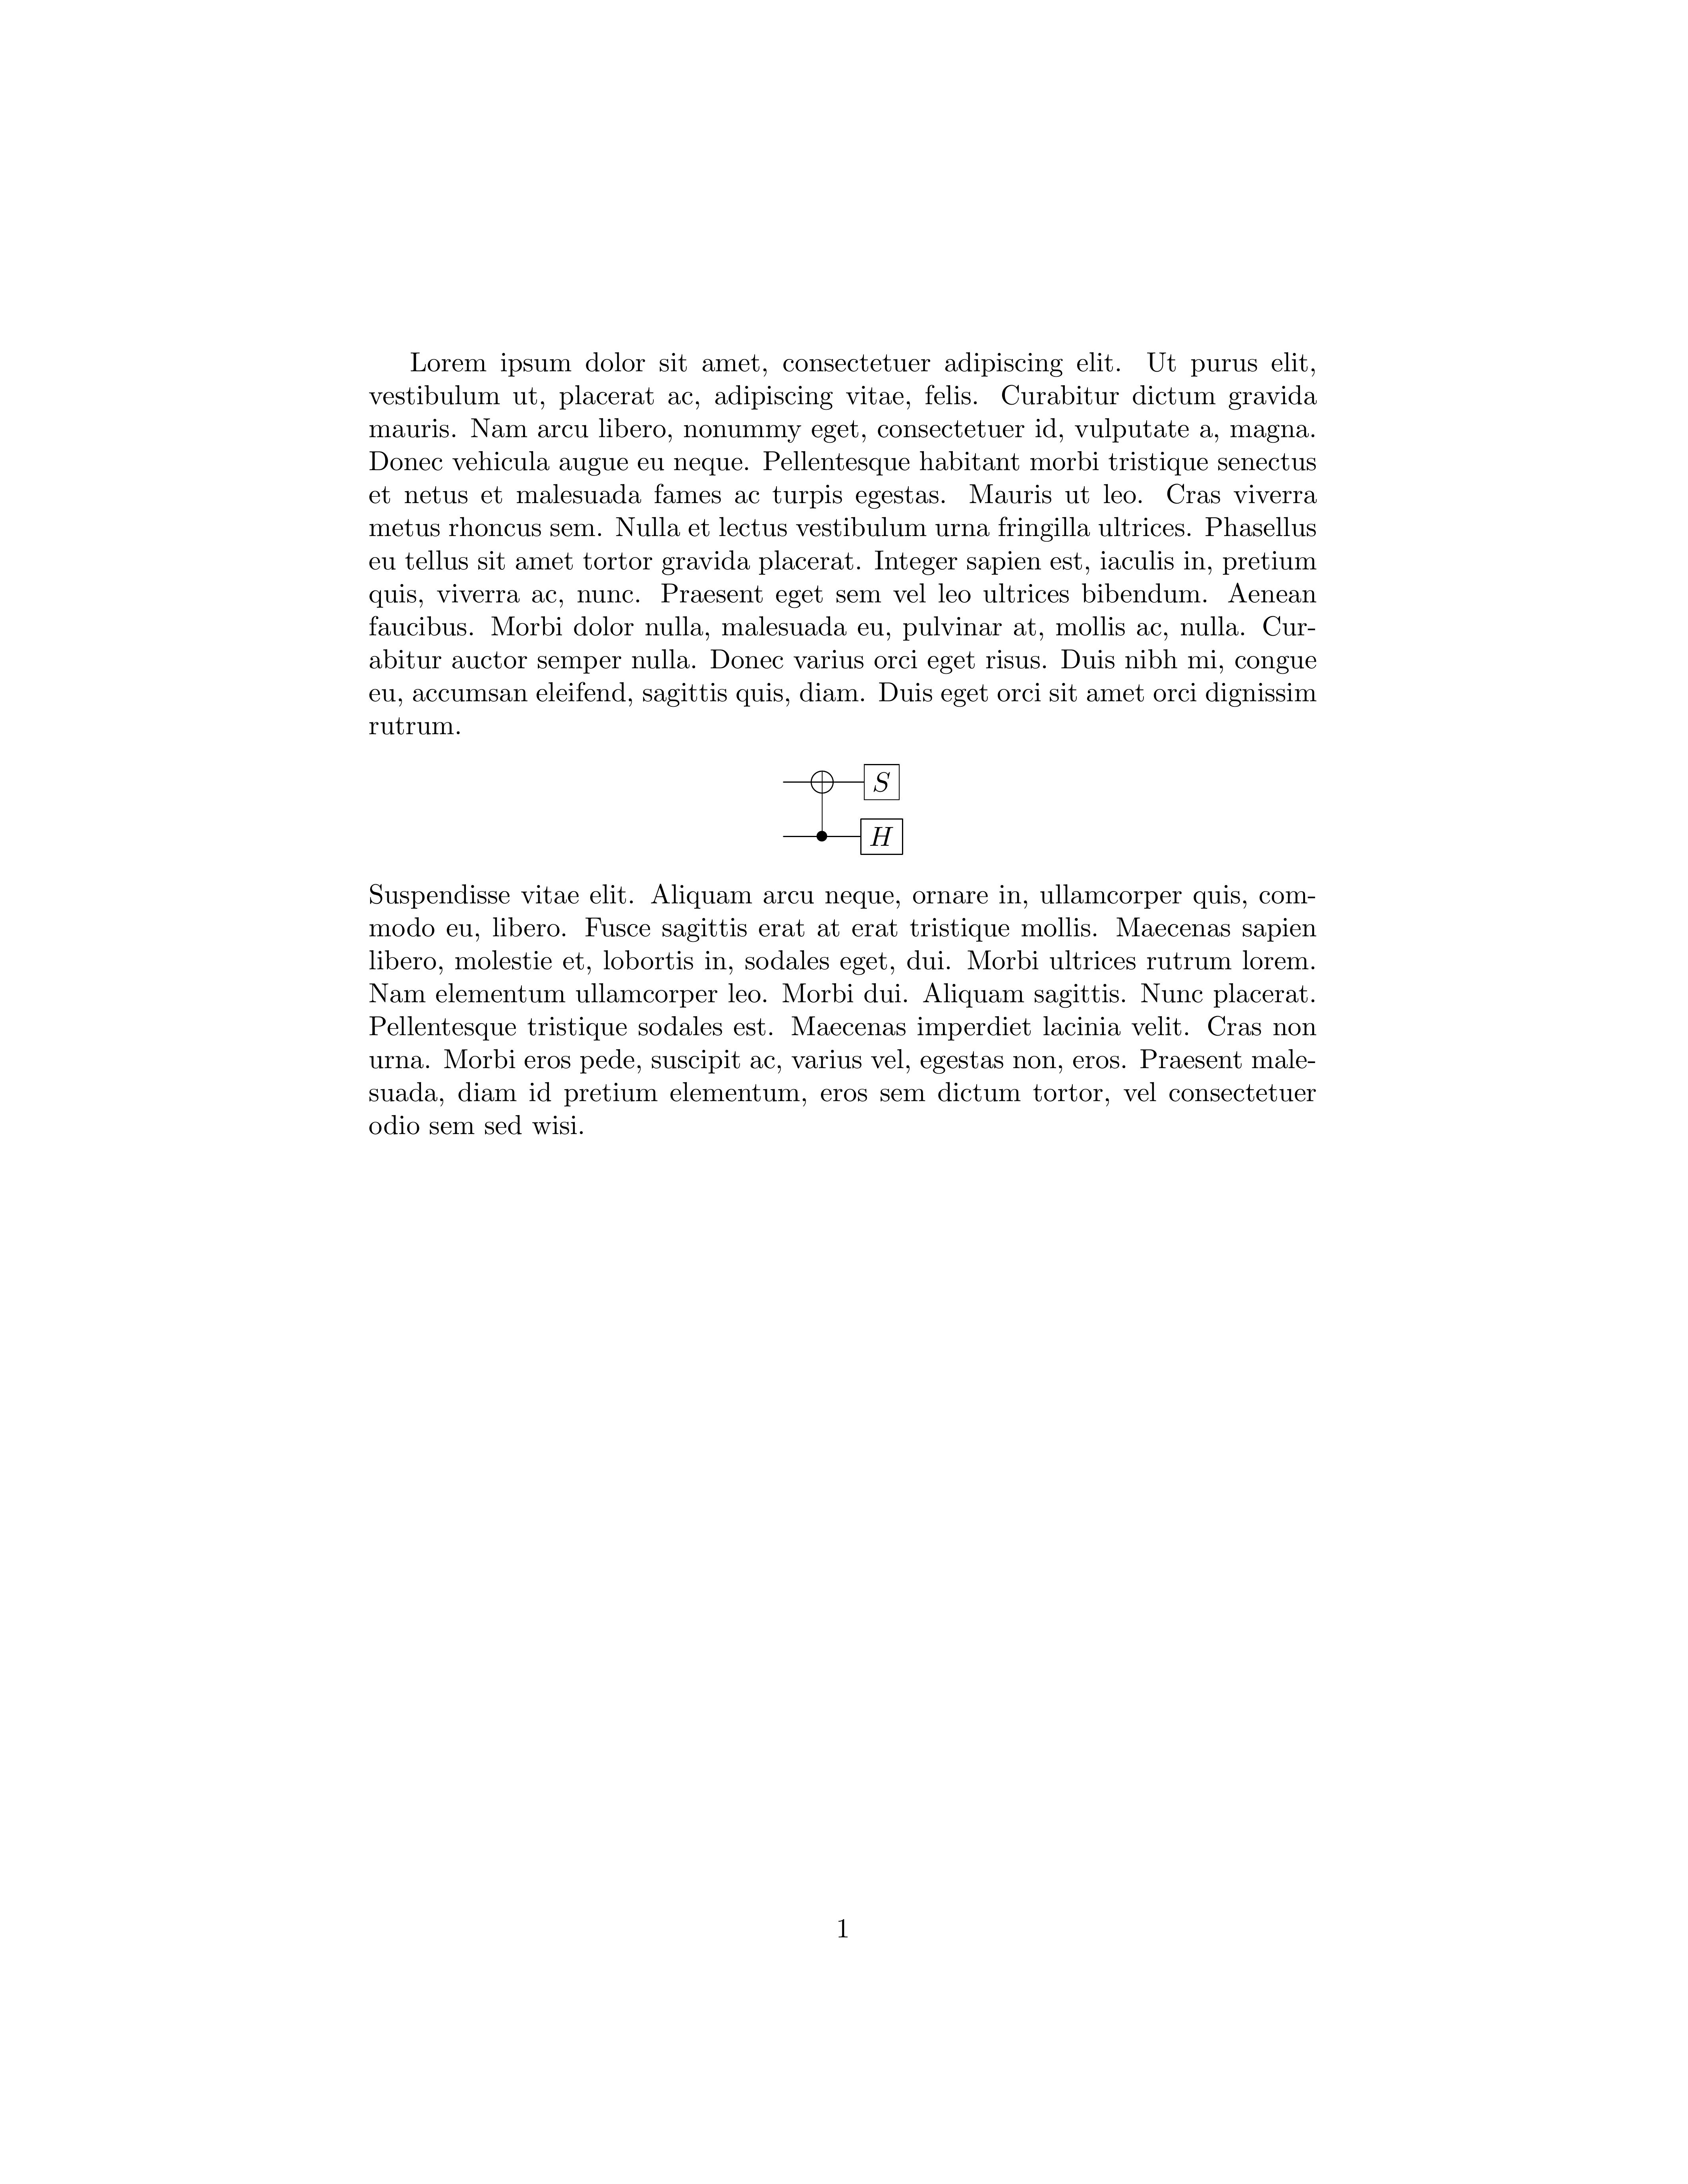 Lorem ipsum dolor sit amet, consectetuer adipiscing elit. Ut purus elit,
vestibulum ut, placerat ac, adipiscing vitae, felis. Curabitur dictum gravida
mauris. Nam arcu libero, nonummy eget, consectetuer id, vulputate a, magna.
Donec vehicula augue eu neque. Pellentesque habitant morbi tristique senectus
et netus et malesuada fames ac turpis egestas. Mauris ut leo. Cras viverra
metus rhoncus sem. Nulla et lectus vestibulum urna fringilla ultrices. Phasellus
eu tellus sit amet tortor gravida placerat. Integer sapien est, iaculis in, pretium
quis, viverra ac, nunc. Praesent eget sem vel leo ultrices bibendum. Aenean
faucibus. Morbi dolor nulla, malesuada eu, pulvinar at, mollis ac, nulla. Cur-
abitur auctor semper nulla. Donec varius orci eget risus. Duis nibh mi, congue
eu, accumsan eleifend, sagittis quis, diam. Duis eget orci sit amet orci dignissim
rutrum.
S
H
Suspendisse vitae elit. Aliquam arcu neque, ornare in, ullamcorper quis, com-
modo eu, libero. Fusce sagittis erat at erat tristique mollis. Maecenas sapien
libero, molestie et, lobortis in, sodales eget, dui. Morbi ultrices rutrum lorem.
Nam elementum ullamcorper leo. Morbi dui. Aliquam sagittis. Nunc placerat.
Pellentesque tristique sodales est. Maecenas imperdiet lacinia velit. Cras non
urna. Morbi eros pede, suscipit ac, varius vel, egestas non, eros. Praesent male-
suada, diam id pretium elementum, eros sem dictum tortor, vel consectetuer
odio sem sed wisi.
1